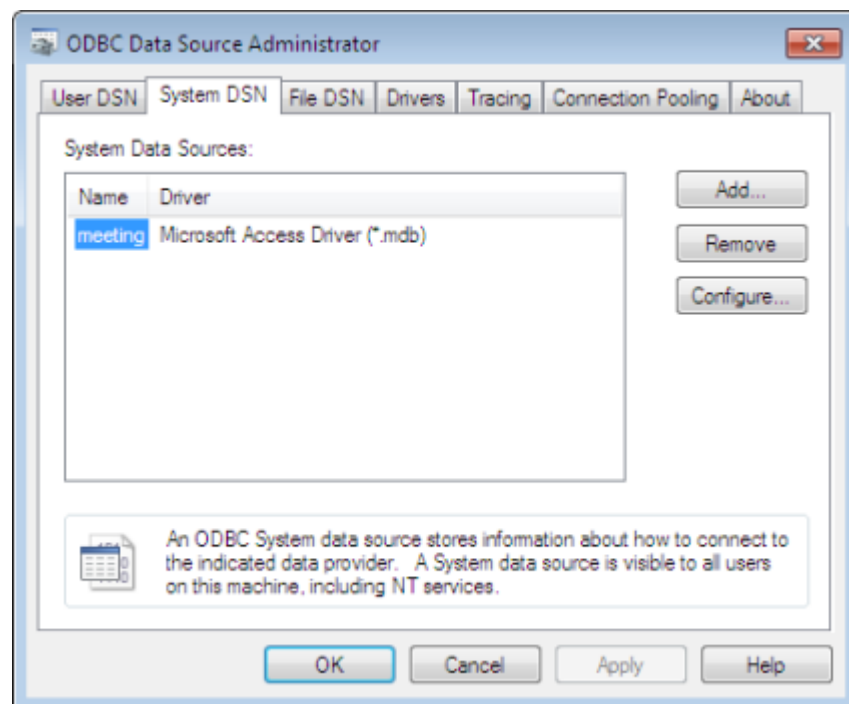 ODBC Data Source Administrator
User DSN System DSN File DSN Drivers Tracing Connection Pooling About
System Data Sources:
Name Driver
meeting Microsoft Access Driver (*.mdb)
Add...
Remove
Configure...
An ODBC System data source stores information about how to connect to
the indicated data provider. A System data source is visible to all users
on this machine, including NT services.
OK Cancel Apply Help